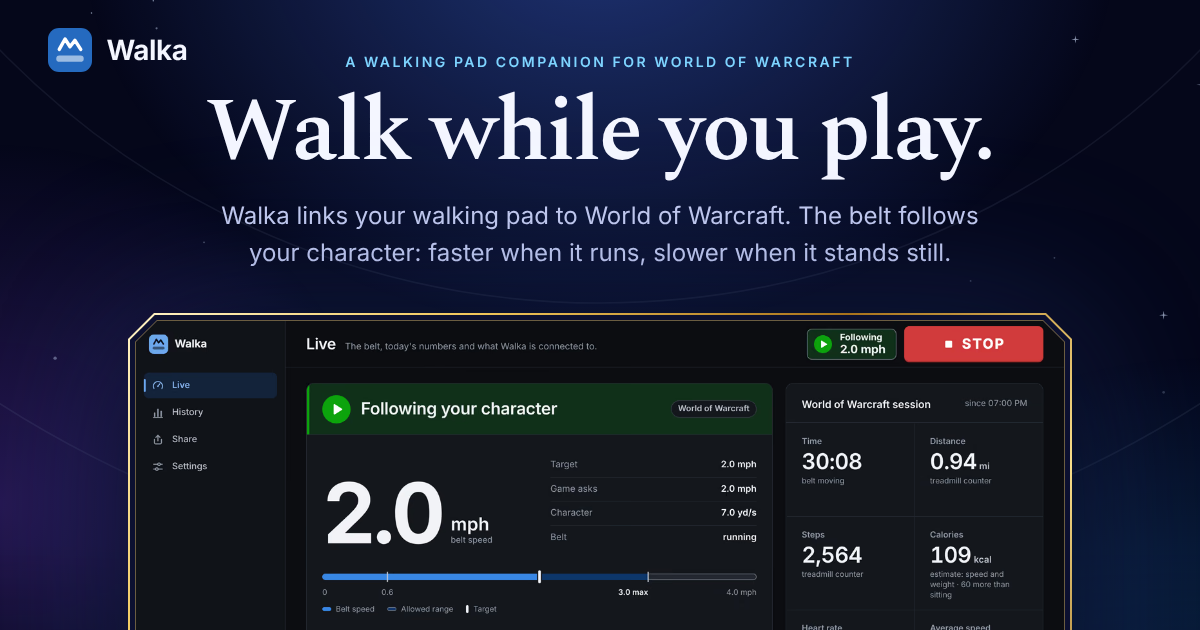 Walka
A WALKING PAD COMPANION FOR WORLD OF WARCRAFT
Walk while you play.
Walka links your walking pad to World of Warcraft. The belt follows
your character: faster when it runs, slower when it stands still.
Walka
Live
History
Share
Settings
Live The belt, today's numbers and what Walka is connected to.
Following
2.0 mph
STOP
Following your character
World of Warcraft
2.0 mph
belt speed
Target 2.0 mph
Game asks 2.0 mph
Character 7.0 yd/s
Belt running
0 0.6 3.0 max 4.0 mph
Belt speed Allowed range Target
World of Warcraft session since 07:00 PM
Time
30:08
belt moving
Distance
0.94 mi
treadmill counter
Steps
2,564
treadmill counter
Calories
109 kcal
estimate: speed and
weight · 60 more than
sitting
Heart rate
Average speed